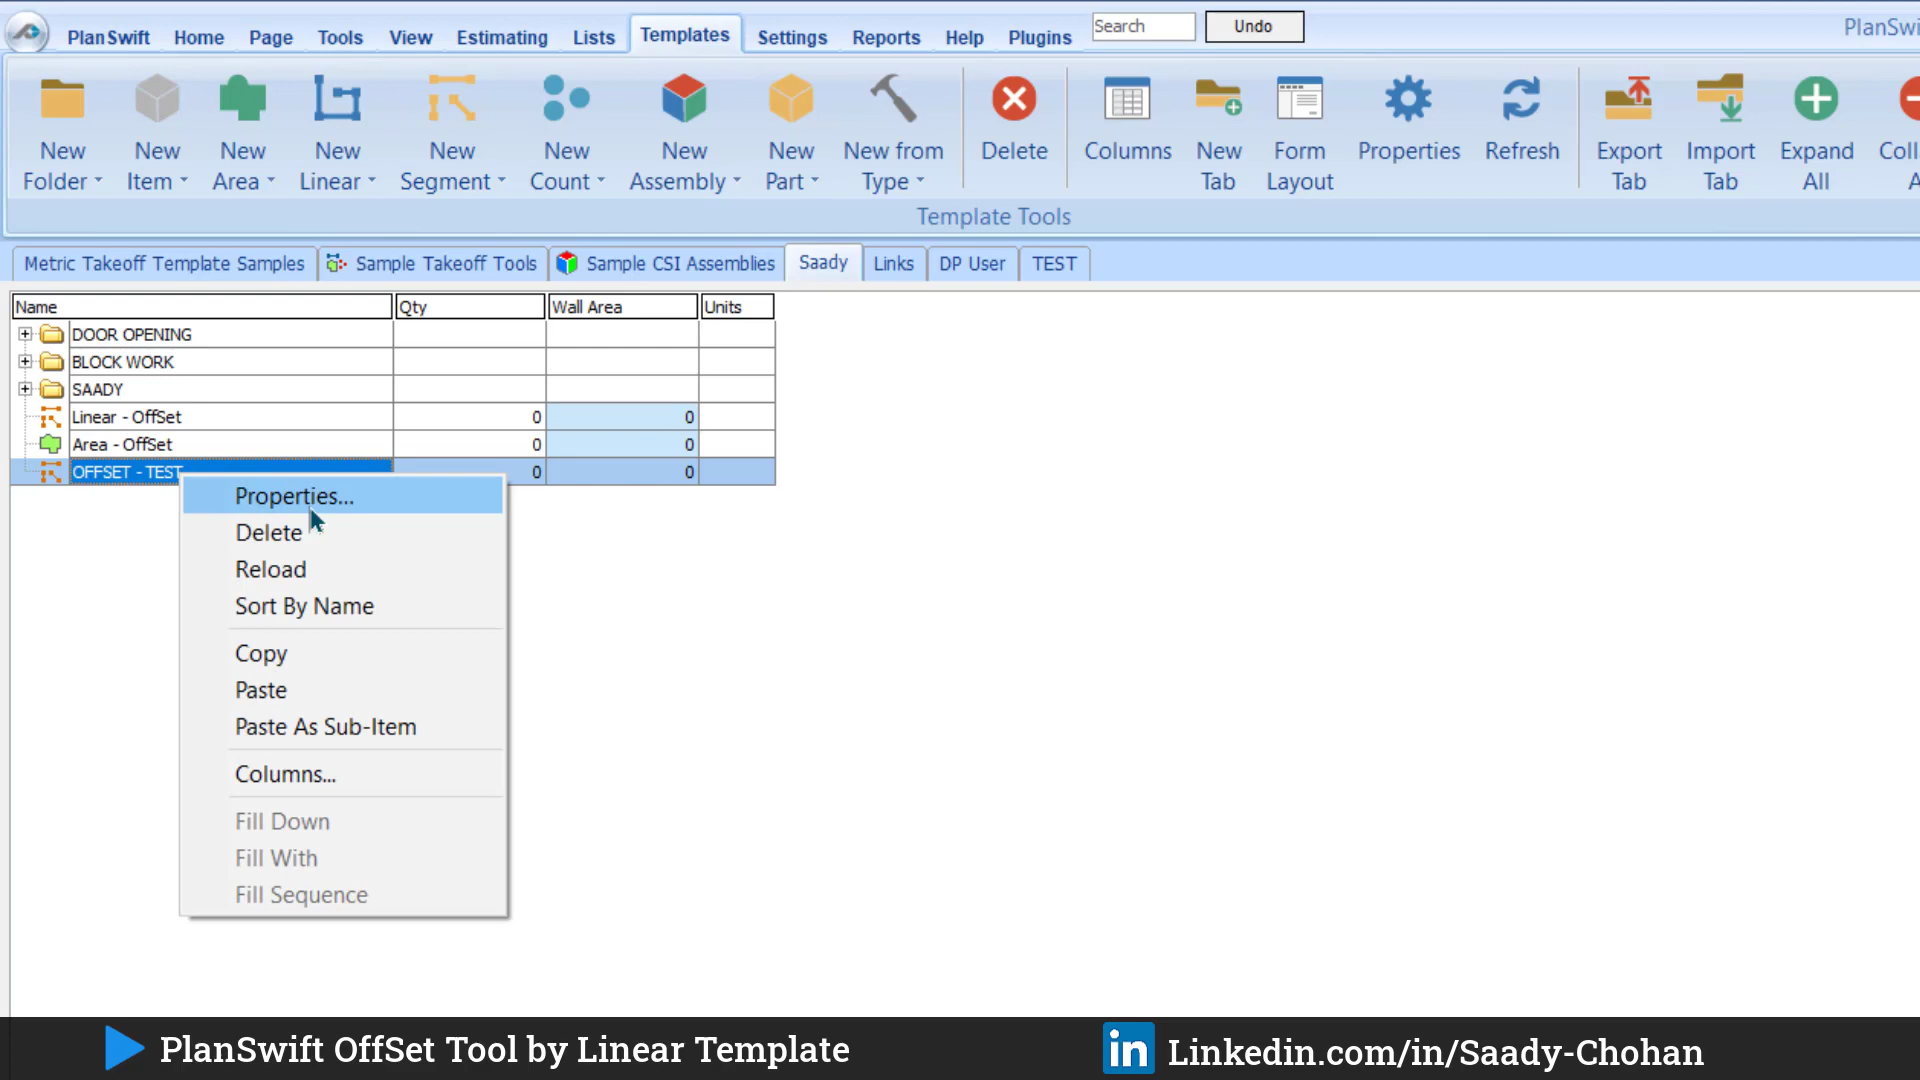 PlanSwift Home Page Tools View Estimating Lists Templates Settings Reports Help Plugins Search Undo
New Folder
New Item
New Area
New Linear
New Segment
New Count
New Assembly
New Part
New from Type
Delete
Columns
New Tab
Form Layout
Properties
Refresh
Export Tab
Import Tab
Expand All
Template Tools
Metric Takeoff Template Samples Sample Takeoff Tools Sample CSI Assemblies Saady Links DP User TEST
Name Qty Wall Area Units
DOOR OPENING
BLOCK WORK
SAADY
Linear - OffSet 0 0
Area - OffSet 0 0
OFFSET - TEST 0 0
Properties...
Delete
Reload
Sort By Name
Copy
Paste
Paste As Sub-Item
Columns...
Fill Down
Fill With
Fill Sequence
PlanSwift OffSet Tool by Linear Template
in Linkedin.com/in/Saady-Chohan